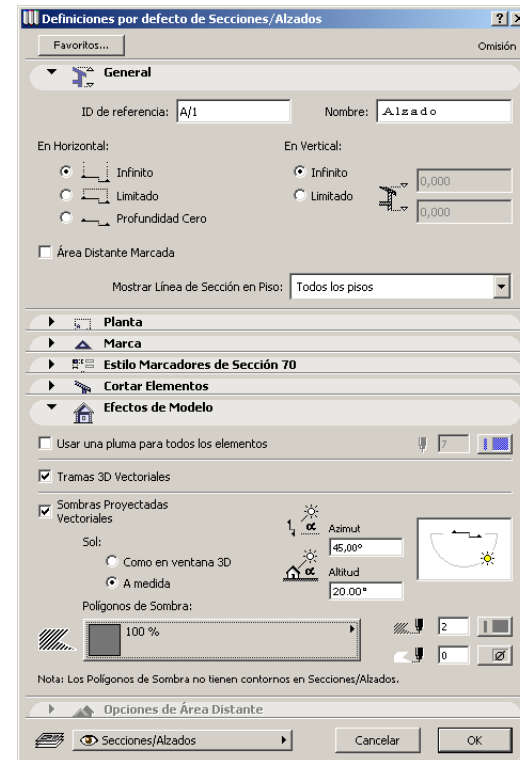 Definiciones por defecto de Secciones/Alzados
Favoritos...
Omisión
General
ID de referencia: A/1
Nombre: Alzado
En Horizontal:
En Vertical:
Infinito
Infinito
0,000
Limitado
Limitado
0,000
Profundidad Cero
Área Distante Marcada
Mostrar Línea de Sección en Piso: Todos los pisos
Planta
Marca
Estilo Marcadores de Sección 70
Cortar Elementos
Efectos de Modelo
Usar una pluma para todos los elementos
7
Tramas 3D Vectoriales
Sombras Proyectadas
Vectoriales
Sol:
Como en ventana 3D
A medida
1, α
Azimut
45,00°
α
Altitud
20.00°
Polígonos de Sombra:
100 %
2
0
Nota: Los Polígonos de Sombra no tienen contornos en Secciones/Alzados.
Opciones de Área Distante
Secciones/Alzados
Cancelar
OK